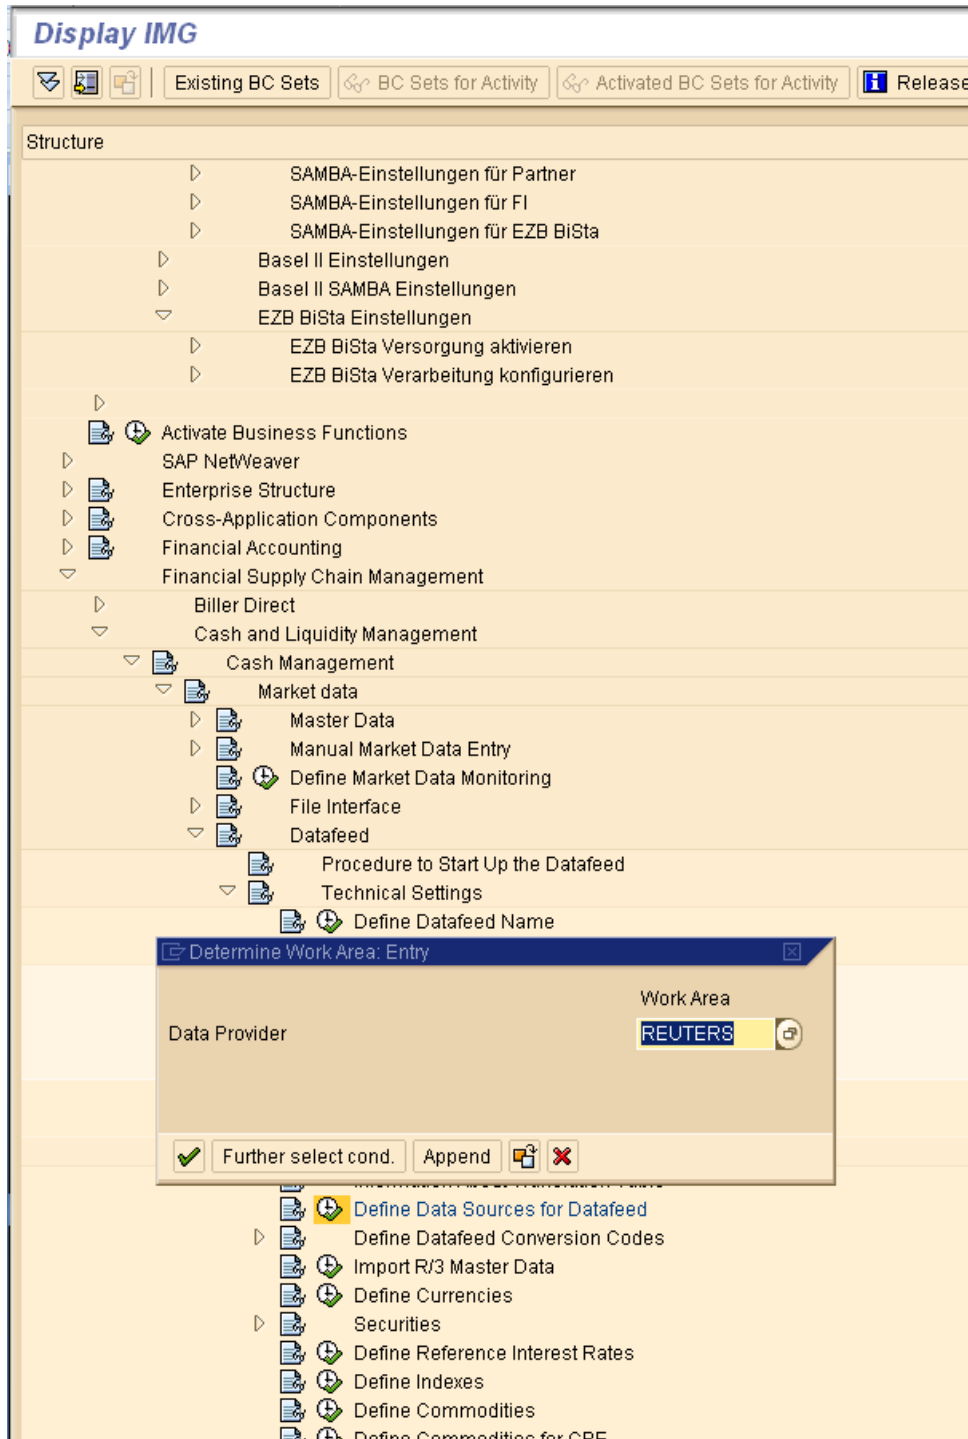 Display IMG
Existing BC Sets BC Sets for Activity Activated BC Sets for Activity Release
Structure
SAMBA-Einstellungen für Partner
SAMBA-Einstellungen für FI
SAMBA-Einstellungen für EZB BiSta
Basel II Einstellungen
Basel II SAMBA Einstellungen
EZB BiSta Einstellungen
EZB BiSta Versorgung aktivieren
EZB BiSta Verarbeitung konfigurieren
Activate Business Functions
SAP NetWeaver
Enterprise Structure
Cross-Application Components
Financial Accounting
Financial Supply Chain Management
Biller Direct
Cash and Liquidity Management
Cash Management
Market data
Master Data
Manual Market Data Entry
Define Market Data Monitoring
File Interface
Datafeed
Procedure to Start Up the Datafeed
Technical Settings
Define Datafeed Name
Determine Work Area: Entry
Work Area
Data Provider REUTERS
Further select cond. Append
Define Data Sources for Datafeed
Define Datafeed Conversion Codes
Import R/3 Master Data
Define Currencies
Securities
Define Reference Interest Rates
Define Indexes
Define Commodities
Define Commodities for CPE